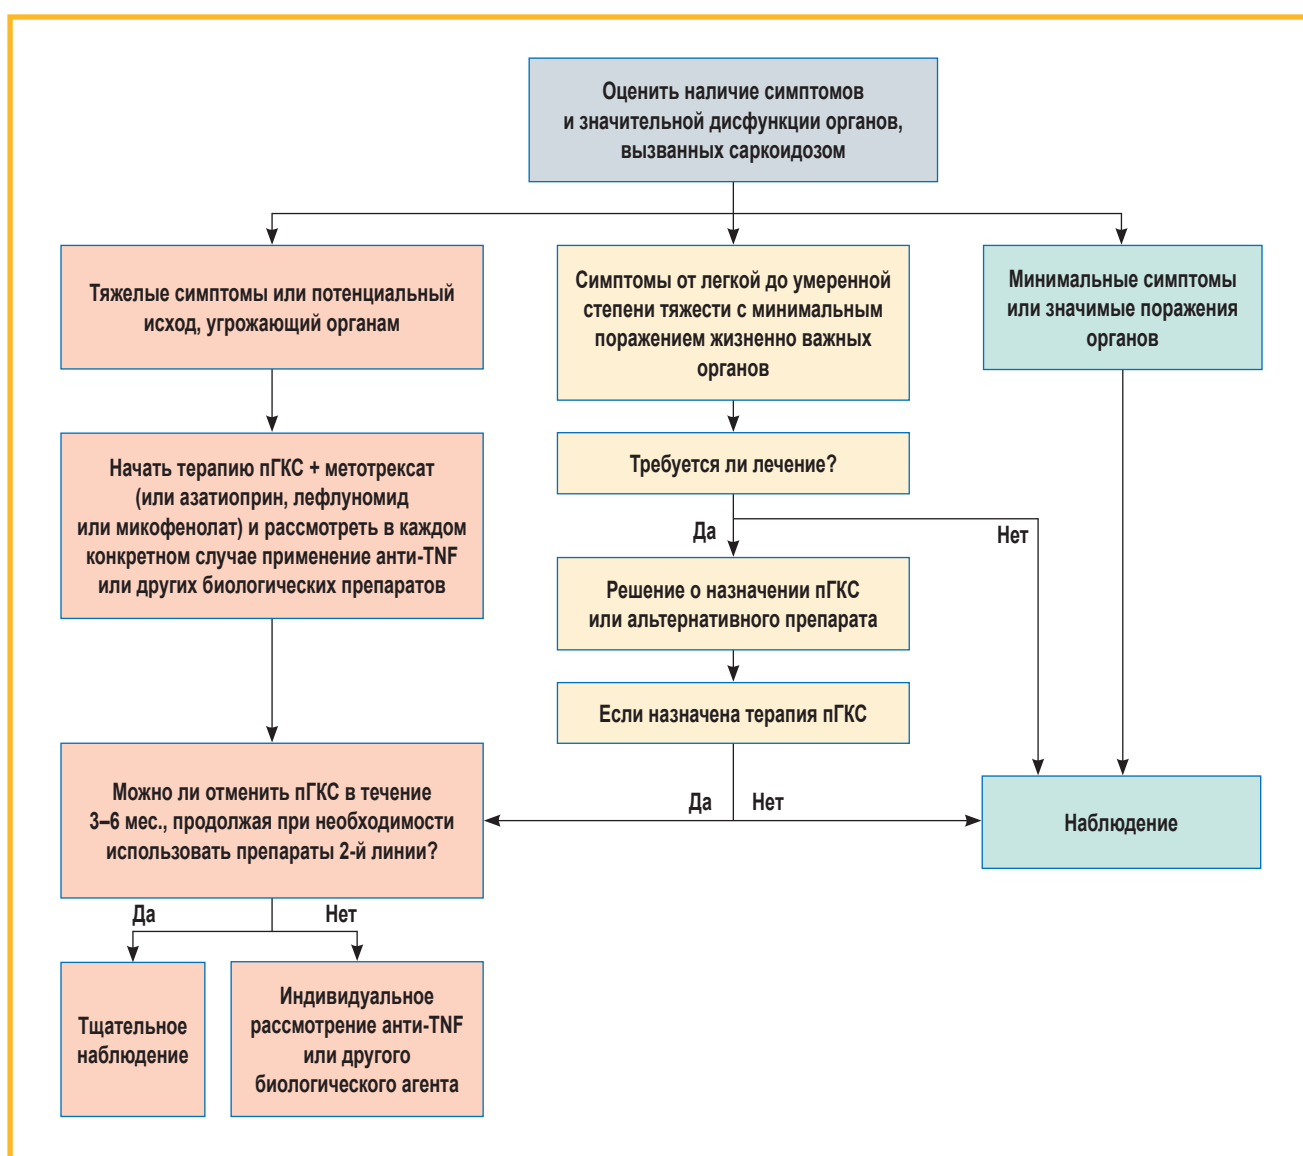 Оценить наличие симптомов
и значительной дисфункции органов,
вызванных саркоидозом
Тяжелые симптомы или потенциальный
исход, угрожающий органам
Симптомы от легкой до умеренной
степени тяжести с минимальным
поражением жизненно важных
органов
Минимальные симптомы
или значимые поражения
органов
Начать терапию пГКС + метотрексат
(или азатиоприн, лефлуномид
или микофенолат) и рассмотреть в каждом
конкретном случае применение анти-TNF
или других биологических препаратов
Требуется ли лечение?
Да
Нет
Решение о назначении пГКС
или альтернативного препарата
Если назначена терапия пГКС
Да
Нет
Можно ли отменить пГКС в течение
3–6 мес., продолжая при необходимости
использовать препараты 2-й линии?
Наблюдение
Да
Нет
Тщательное
наблюдение
Индивидуальное
рассмотрение анти-TNF
или другого
биологического агента